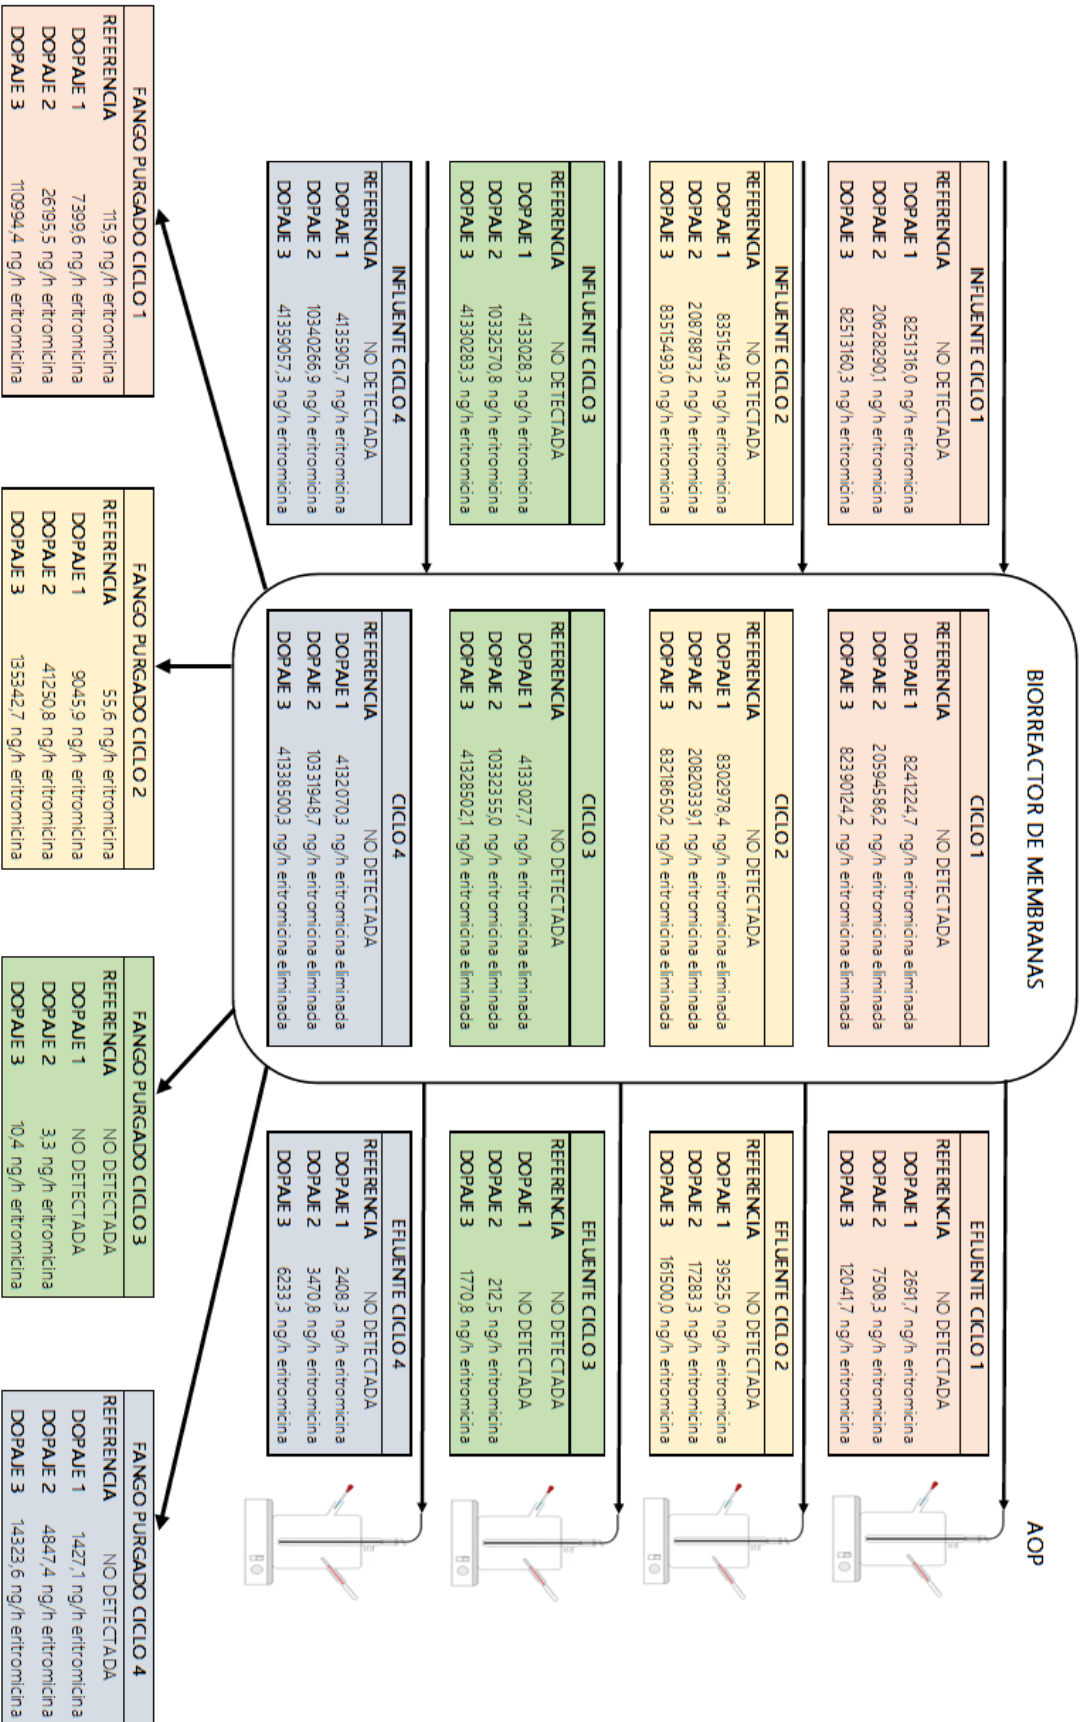 BIORREACTOR DE MEMBRANAS
AOP
INFLUENTE CICLO 1
REFERENCIA NO DETECTADA
DOPAJE 1 8251316,0 ng/h eritromicina
DOPAJE 2 20628290,1 ng/h eritromicina
DOPAJE 3 82513160,3 ng/h eritromicina
CICLO 1
REFERENCIA NO DETECTADA
DOPAJE 1 8241224,7 ng/h eritromicina eliminada
DOPAJE 2 20594586,2 ng/h eritromicina eliminada
DOPAJE 3 82390124,2 ng/h eritromicina eliminada
EFLUENTE CICLO 1
REFERENCIA NO DETECTADA
DOPAJE 1 2691,7 ng/h eritromicina
DOPAJE 2 7508,3 ng/h eritromicina
DOPAJE 3 12041,7 ng/h eritromicina
INFLUENTE CICLO 2
REFERENCIA NO DETECTADA
DOPAJE 1 8351549,3 ng/h eritromicina
DOPAJE 2 20878873,2 ng/h eritromicina
DOPAJE 3 83515493,0 ng/h eritromicina
CICLO 2
REFERENCIA NO DETECTADA
DOPAJE 1 8302978,4 ng/h eritromicina eliminada
DOPAJE 2 20820339,1 ng/h eritromicina eliminada
DOPAJE 3 83218650,2 ng/h eritromicina eliminada
EFLUENTE CICLO 2
REFERENCIA NO DETECTADA
DOPAJE 1 39525,0 ng/h eritromicina
DOPAJE 2 17283,3 ng/h eritromicina
DOPAJE 3 161500,0 ng/h eritromicina
INFLUENTE CICLO 3
REFERENCIA NO DETECTADA
DOPAJE 1 4133028,3 ng/h eritromicina
DOPAJE 2 10332570,8 ng/h eritromicina
DOPAJE 3 41330283,3 ng/h eritromicina
CICLO 3
REFERENCIA NO DETECTADA
DOPAJE 1 4133027,7 ng/h eritromicina eliminada
DOPAJE 2 10332355,0 ng/h eritromicina eliminada
DOPAJE 3 41328502,1 ng/h eritromicina eliminada
EFLUENTE CICLO 3
REFERENCIA NO DETECTADA
DOPAJE 1 NO DETECTADA
DOPAJE 2 212,5 ng/h eritromicina
DOPAJE 3 1770,8 ng/h eritromicina
INFLUENTE CICLO 4
REFERENCIA NO DETECTADA
DOPAJE 1 4135905,7 ng/h eritromicina
DOPAJE 2 10340266,9 ng/h eritromicina
DOPAJE 3 41359057,3 ng/h eritromicina
CICLO 4
REFERENCIA NO DETECTADA
DOPAJE 1 4132070,3 ng/h eritromicina eliminada
DOPAJE 2 10331948,7 ng/h eritromicina eliminada
DOPAJE 3 41338500,3 ng/h eritromicina eliminada
EFLUENTE CICLO 4
REFERENCIA NO DETECTADA
DOPAJE 1 2408,3 ng/h eritromicina
DOPAJE 2 3470,8 ng/h eritromicina
DOPAJE 3 6233,3 ng/h eritromicina
FANGO PURGADO CICLO 1
REFERENCIA 115,9 ng/h eritromicina
DOPAJE 1 7399,6 ng/h eritromicina
DOPAJE 2 26195,5 ng/h eritromicina
DOPAJE 3 110994,4 ng/h eritromicina
FANGO PURGADO CICLO 2
REFERENCIA 55,6 ng/h eritromicina
DOPAJE 1 9045,9 ng/h eritromicina
DOPAJE 2 41250,8 ng/h eritromicina
DOPAJE 3 135342,7 ng/h eritromicina
FANGO PURGADO CICLO 3
REFERENCIA NO DETECTADA
DOPAJE 1 NO DETECTADA
DOPAJE 2 3,3 ng/h eritromicina
DOPAJE 3 10,4 ng/h eritromicina
FANGO PURGADO CICLO 4
REFERENCIA NO DETECTADA
DOPAJE 1 1427,1 ng/h eritromicina
DOPAJE 2 4847,4 ng/h eritromicina
DOPAJE 3 14323,6 ng/h eritromicina